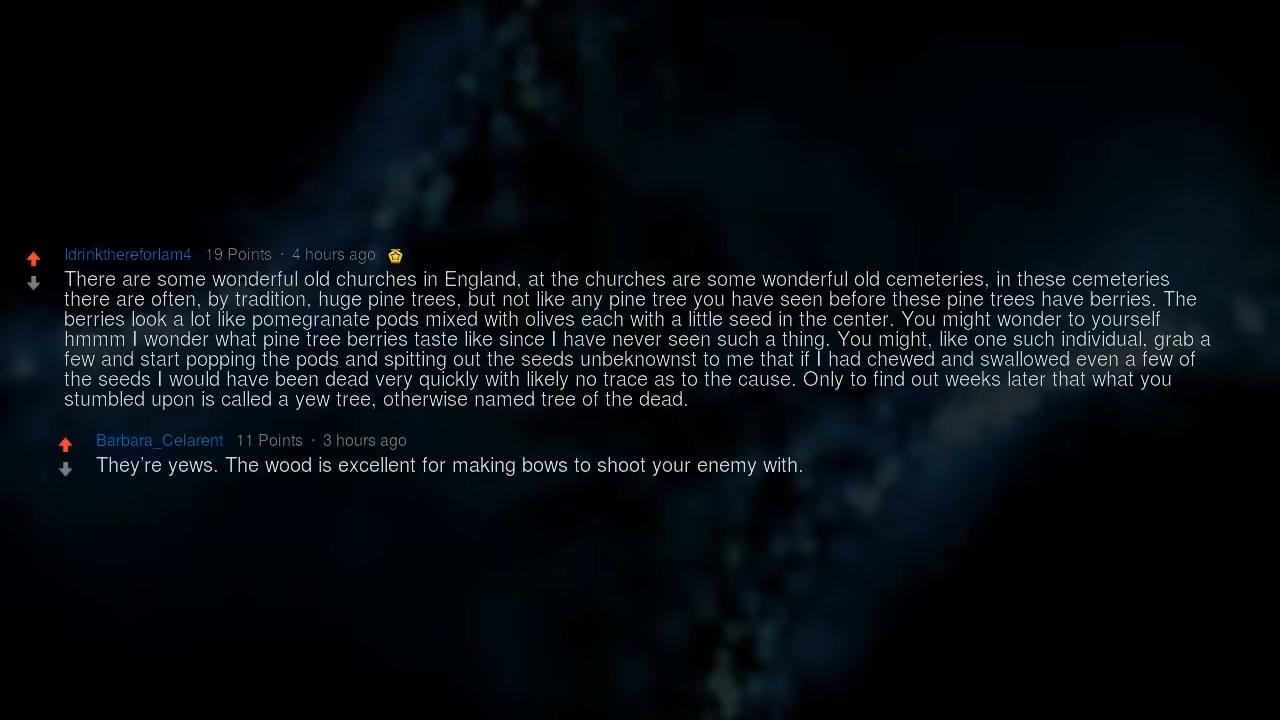 Idrinkthereforlam4 19 Points · 4 hours ago
There are some wonderful old churches in England, at the churches are some wonderful old cemeteries, in these cemeteries
there are often, by tradition, huge pine trees, but not like any pine tree you have seen before these pine trees have berries. The
berries look a lot like pomegranate pods mixed with olives each with a little seed in the center. You might wonder to yourself
hmmm I wonder what pine tree berries taste like since I have never seen such a thing. You might, like one such individual, grab a
few and start popping the pods and spitting out the seeds unbeknownst to me that if I had chewed and swallowed even a few of
the seeds I would have been dead very quickly with likely no trace as to the cause. Only to find out weeks later that what you
stumbled upon is called a yew tree, otherwise named tree of the dead.
Barbara_Celarent 11 Points · 3 hours ago
They're yews. The wood is excellent for making bows to shoot your enemy with.